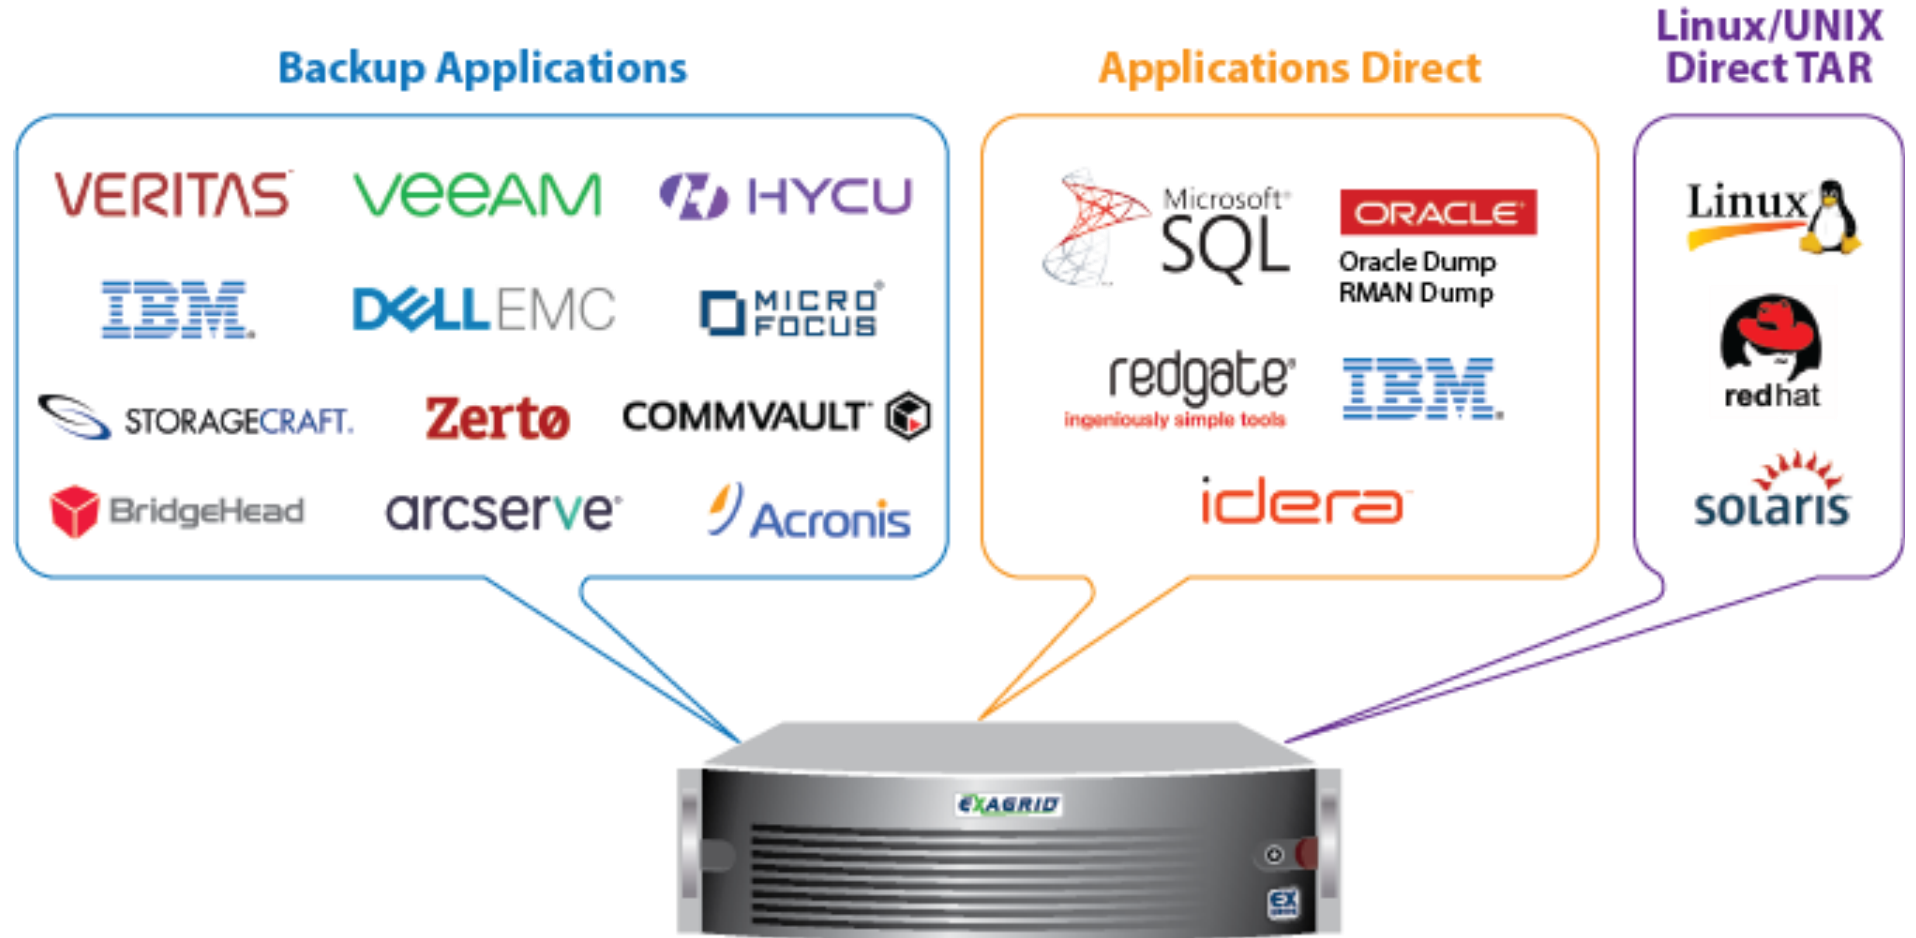 Backup Applications
Applications Direct
Linux/UNIX
Direct TAR
VERITAS
veeam
HYCU
IBM
DELLEMC
MICRO
FOCUS
STORAGECRAFT
Zertø
COMMVAULT
BridgeHead
arcserve
Acronis
Microsoft
SQL
ORACLE
Oracle Dump
RMAN Dump
redgate
ingeniously simple tools
IBM
idera
Linux
redhat
solaris
EXAGRID
EX